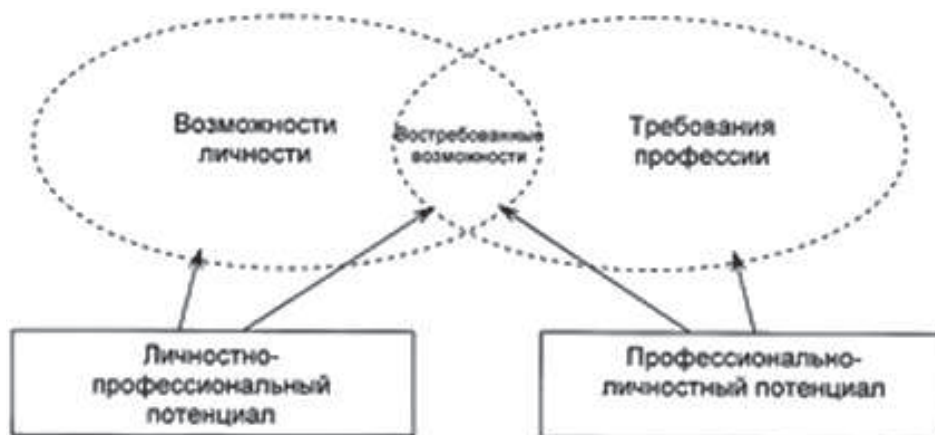 Возможности
личности
Востребованные
возможности
Требования
профессии
Личностно-
профессиональный
потенциал
Профессионально-
личностный потенциал